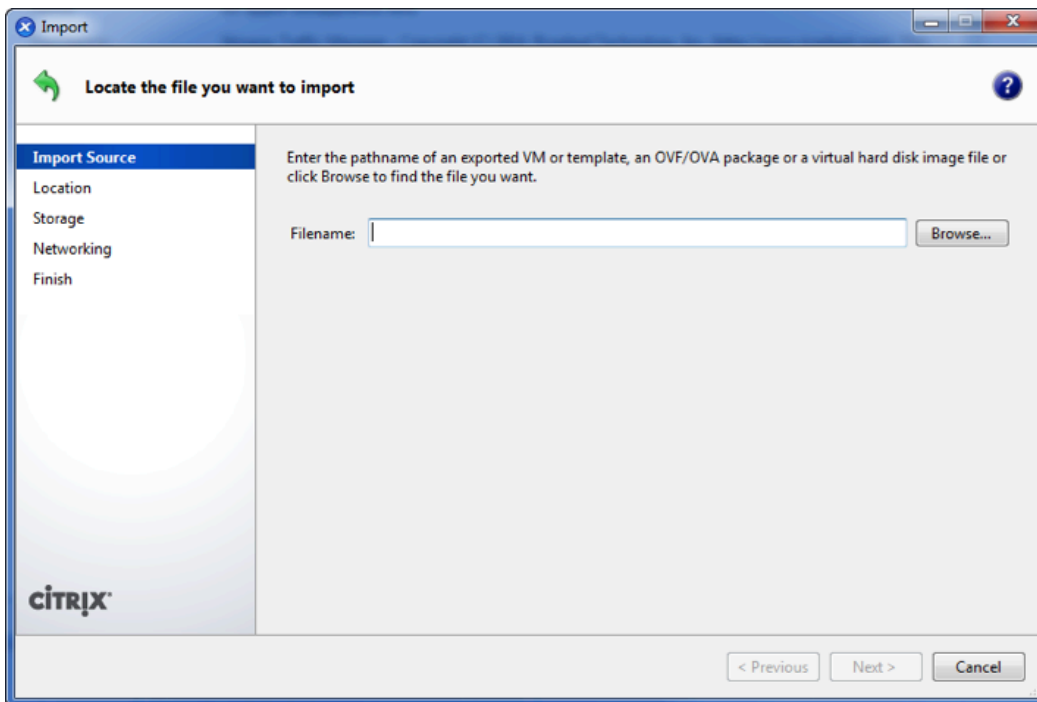 Import
Locate the file you want to import
?
Import Source
Location
Storage
Networking
Finish
Enter the pathname of an exported VM or template, an OVF/OVA package or a virtual hard disk image file or
click Browse to find the file you want.
Filename:
Browse...
CİTRIX
< Previous
Next >
Cancel